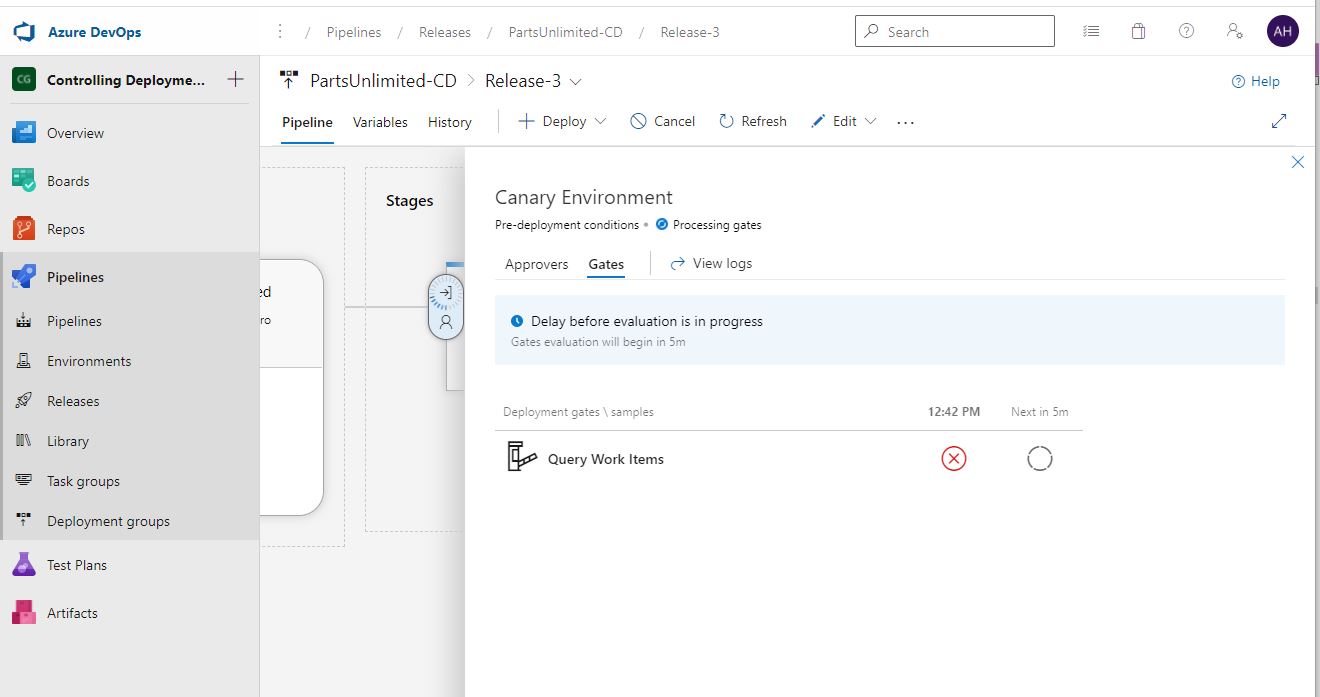 Azure DevOps
/ Pipelines / Releases / PartsUnlimited-CD / Release-3
Search
AH
CG Controlling Deployme...
PartsUnlimited-CD > Release-3
Help
Pipeline Variables History
Deploy Cancel Refresh Edit ...
Overview
Boards
Repos
Pipelines
Pipelines
Environments
Releases
Library
Task groups
Deployment groups
Test Plans
Artifacts
Stages
ed
ro
Canary Environment
Pre-deployment conditions • Processing gates
Approvers Gates View logs
Delay before evaluation is in progress
Gates evaluation will begin in 5m
Deployment gates \ samples 12:42 PM Next in 5m
Query Work Items